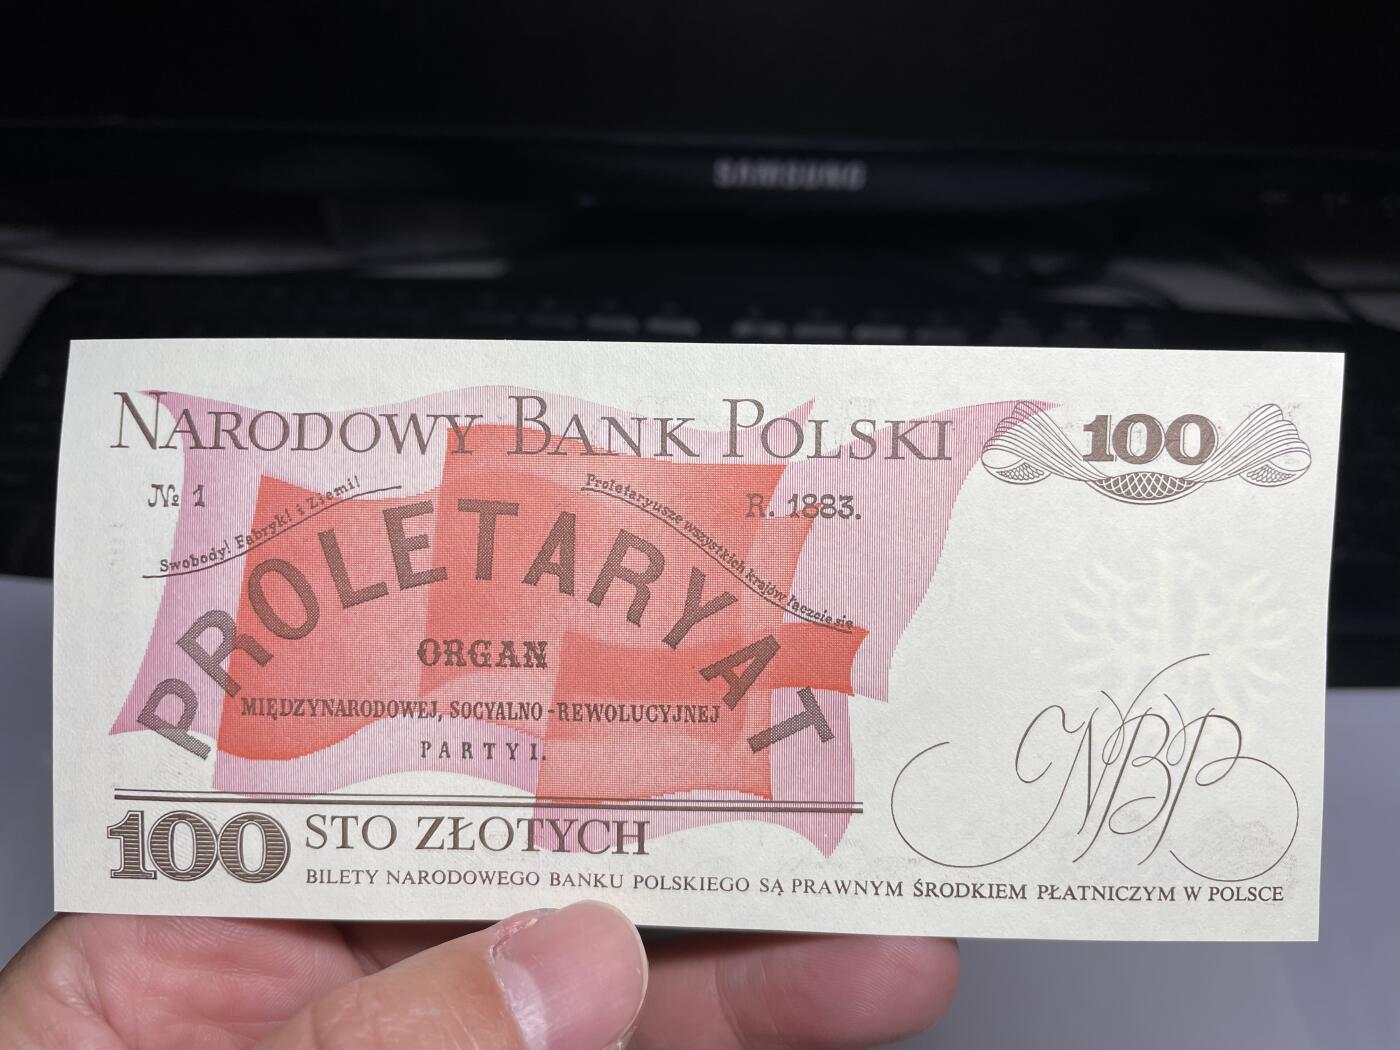 SAMSUNG
NARODOWY BANK POLSKI
100
№ 1
R. 1883.
Swobody! Fabryk! i Ziemi!
Proletaryusze wszystkich krajów łączcie się
PROLETARYAT
ORGAN
MIĘDZYNARODOWEJ, SOCYALNO-REWOLUCYJNEJ
PARTYI.
NBP
100 STO ZŁOTYCH
BILETY NARODOWEGO BANKU POLSKIEGO SĄ PRAWNYM ŚRODKIEM PŁATNICZYM W POLSCE